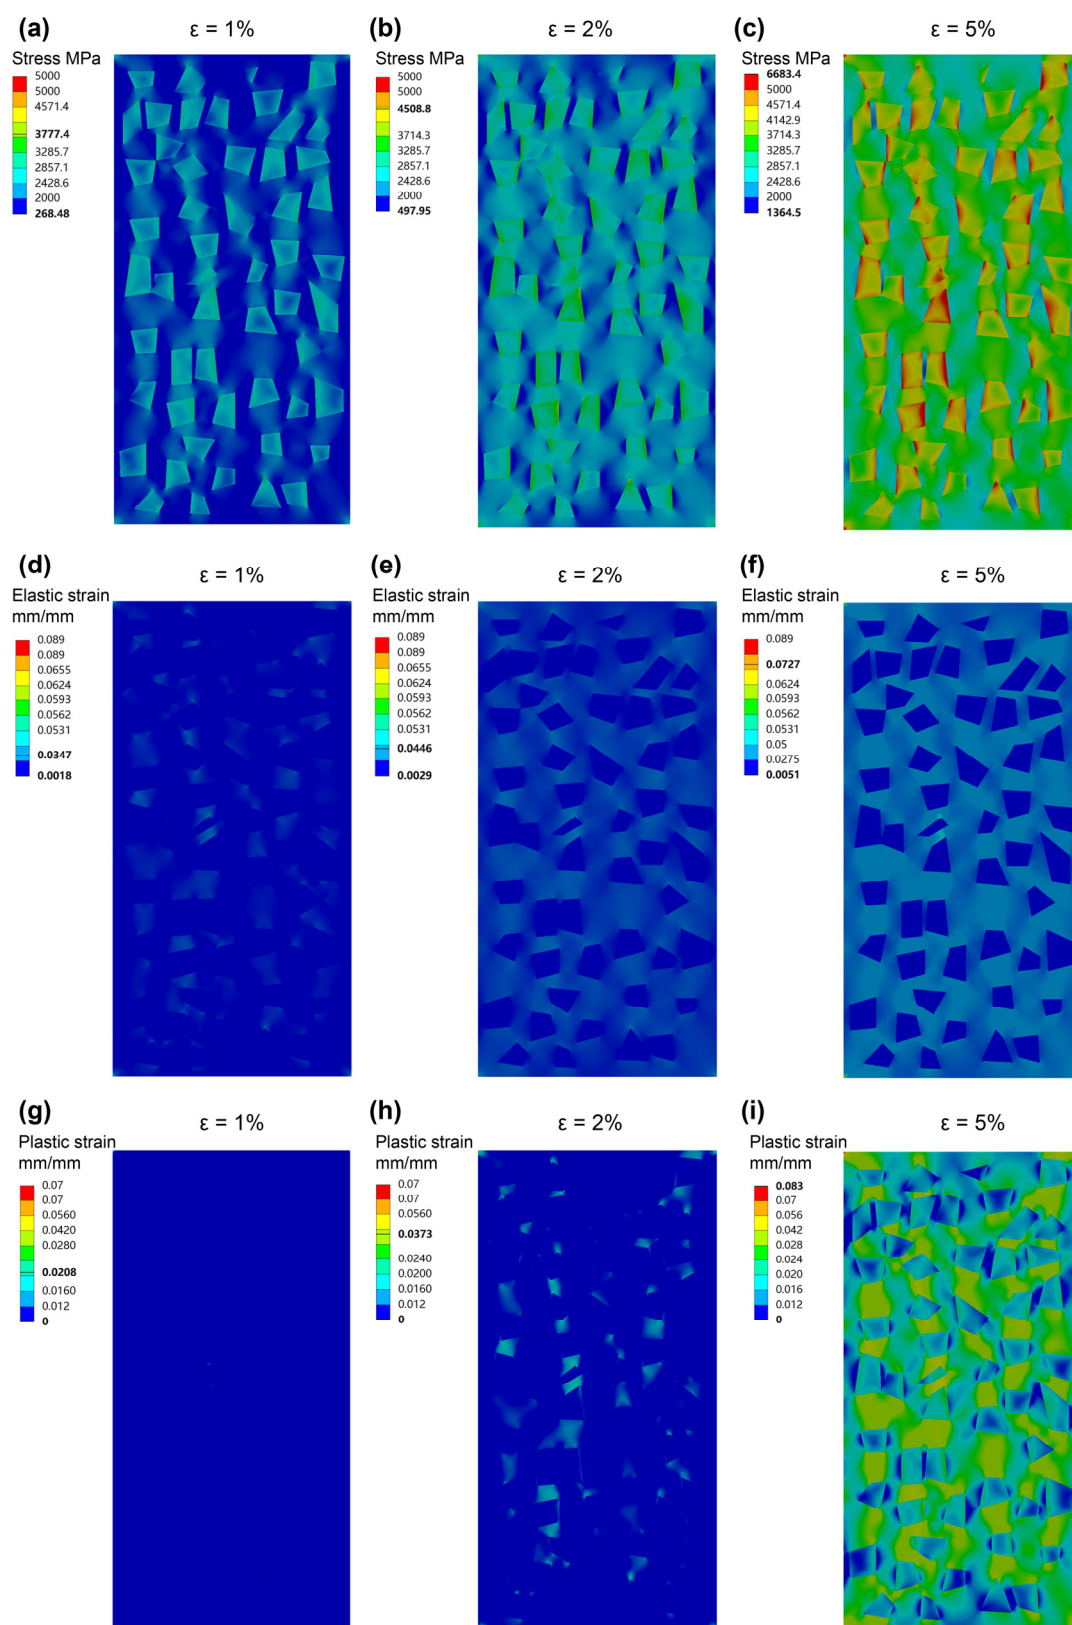 (a)
ε = 1%
Stress MPa
5000
5000
4571.4
3777.4
3285.7
2857.1
2428.6
2000
268.48
(b)
ε = 2%
Stress MPa
5000
5000
4508.8
3714.3
3285.7
2857.1
2428.6
2000
497.95
(c)
ε = 5%
Stress MPa
6683.4
5000
4571.4
4142.9
3714.3
3285.7
2857.1
2428.6
2000
1364.5
(d)
ε = 1%
Elastic strain
mm/mm
0.089
0.089
0.0655
0.0624
0.0593
0.0562
0.0531
0.0347
0.0018
(e)
ε = 2%
Elastic strain
mm/mm
0.089
0.089
0.0655
0.0624
0.0593
0.0562
0.0531
0.0446
0.0029
(f)
ε = 5%
Elastic strain
mm/mm
0.089
0.0727
0.0624
0.0593
0.0562
0.0531
0.05
0.0275
0.0051
(g)
ε = 1%
Plastic strain
mm/mm
0.07
0.07
0.0560
0.0420
0.0280
0.0208
0.0160
0.012
0
(h)
ε = 2%
Plastic strain
mm/mm
0.07
0.07
0.0560
0.0373
0.0240
0.0200
0.0160
0.012
0
(i)
ε = 5%
Plastic strain
mm/mm
0.083
0.07
0.056
0.042
0.028
0.024
0.020
0.016
0.012
0